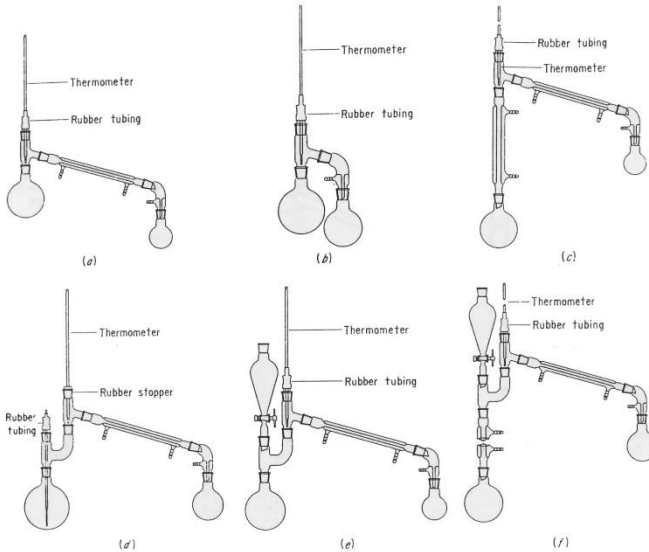 Thermometer
Rubber tubing
(a)
Thermometer
Rubber tubing
(b)
Rubber tubing
Thermometer
(c)
Thermometer
Rubber stopper
Rubber
tubing
(d)
Thermometer
Rubber tubing
(e)
Thermometer
Rubber tubing
(f)